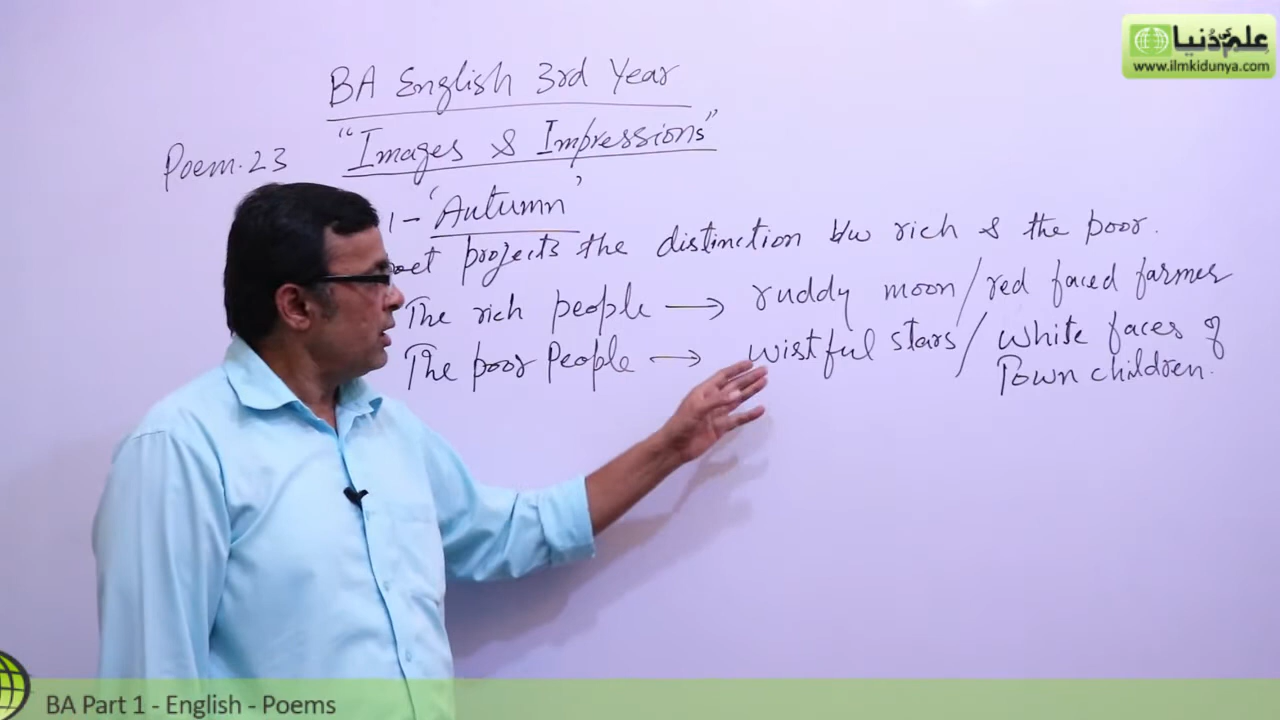 علم کی دنیا
www.ilmkidunya.com
BA English 3rd Year
Poem.23 "Images & Impressions"
1- 'Autumn'
oet projects the distinction b/w rich & the poor.
The rich people → ruddy moon/red faced farmer
The poor People → wistful stars/white faces of
Town children.
BA Part 1 - English - Poems